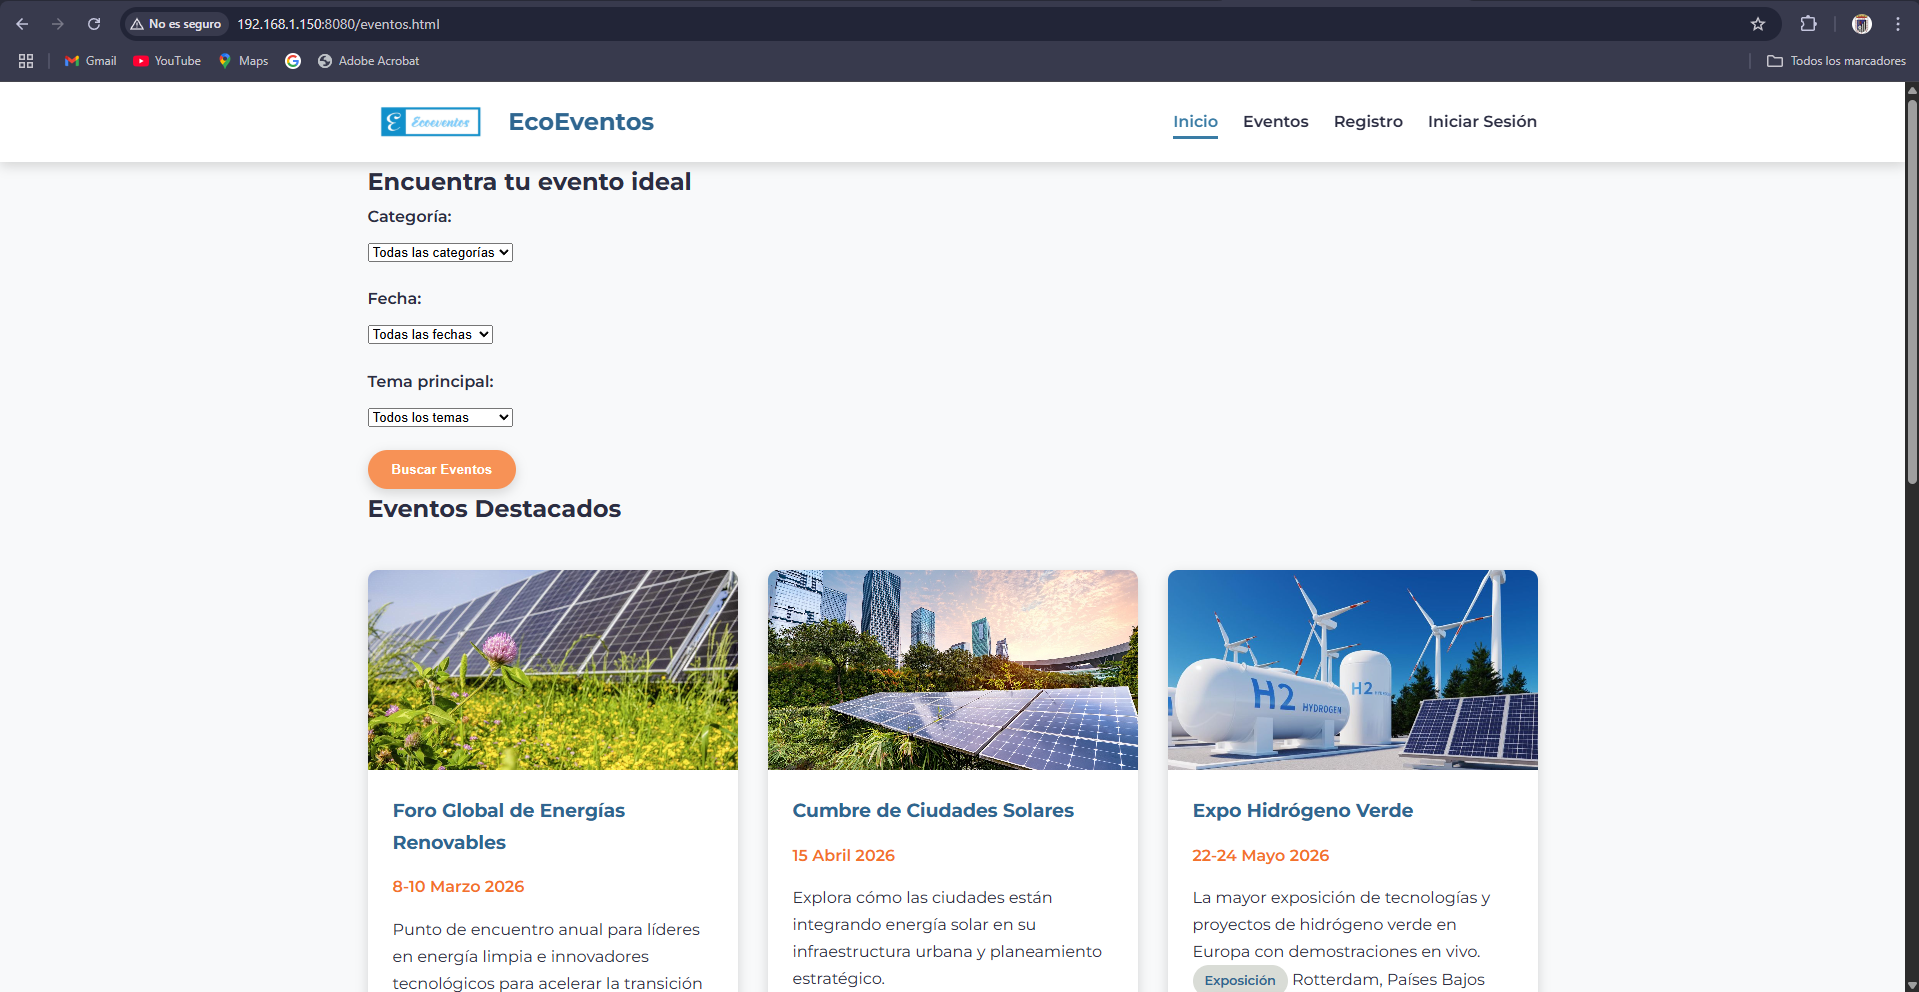 No es seguro
192.168.1.150:8080/eventos.html
Gmail
YouTube
Maps
Adobe Acrobat
Todos los marcadores
Ɛ Ecoeventos
EcoEventos
Inicio
Eventos
Registro
Iniciar Sesión
Encuentra tu evento ideal
Categoría:
Todas las categorías
Fecha:
Todas las fechas
Tema principal:
Todos los temas
Buscar Eventos
Eventos Destacados
H2 HYDROGEN
H2
Foro Global de Energías
Renovables
8-10 Marzo 2026
Punto de encuentro anual para líderes
en energía limpia e innovadores
tecnológicos para acelerar la transición
Cumbre de Ciudades Solares
15 Abril 2026
Explora cómo las ciudades están
integrando energía solar en su
infraestructura urbana y planeamiento
estratégico.
Expo Hidrógeno Verde
22-24 Mayo 2026
La mayor exposición de tecnologías y
proyectos de hidrógeno verde en
Europa con demostraciones en vivo.
Exposición Rotterdam, Países Bajos